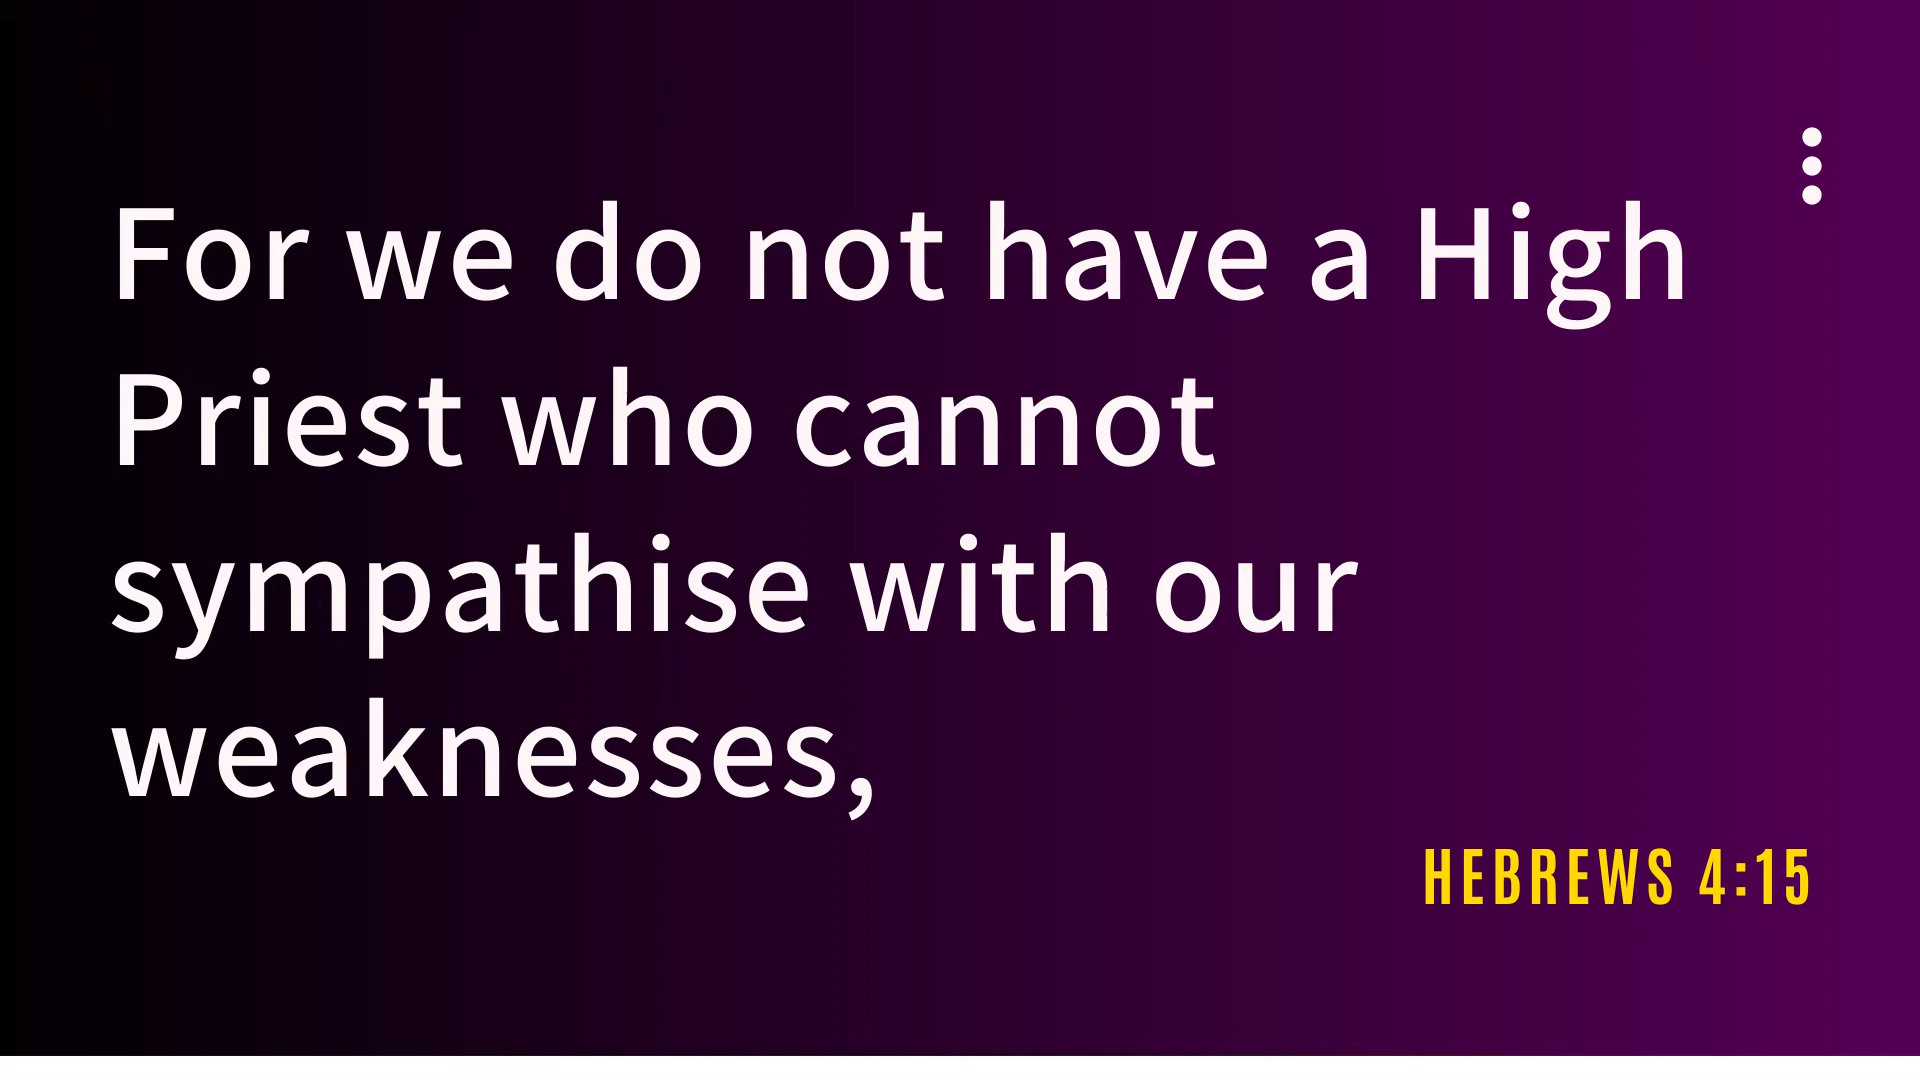 For we do not have a High
Priest who cannot
sympathise with our
weaknesses,
HEBREWS 4:15